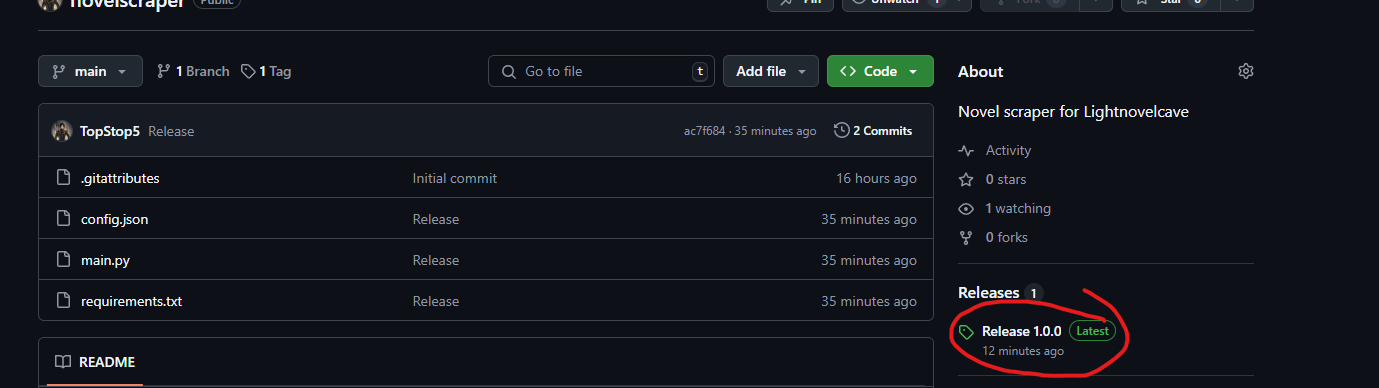 novelscraper Public
Pin Unwatch 1 Fork 0 Star 0
main 1 Branch 1 Tag Go to file t Add file Code
TopStop5 Release ac7f684 · 35 minutes ago 2 Commits
.gitattributes Initial commit 16 hours ago
config.json Release 35 minutes ago
main.py Release 35 minutes ago
requirements.txt Release 35 minutes ago
README
About
Novel scraper for Lightnovelcave
Activity
0 stars
1 watching
0 forks
Releases 1
Release 1.0.0 Latest
12 minutes ago